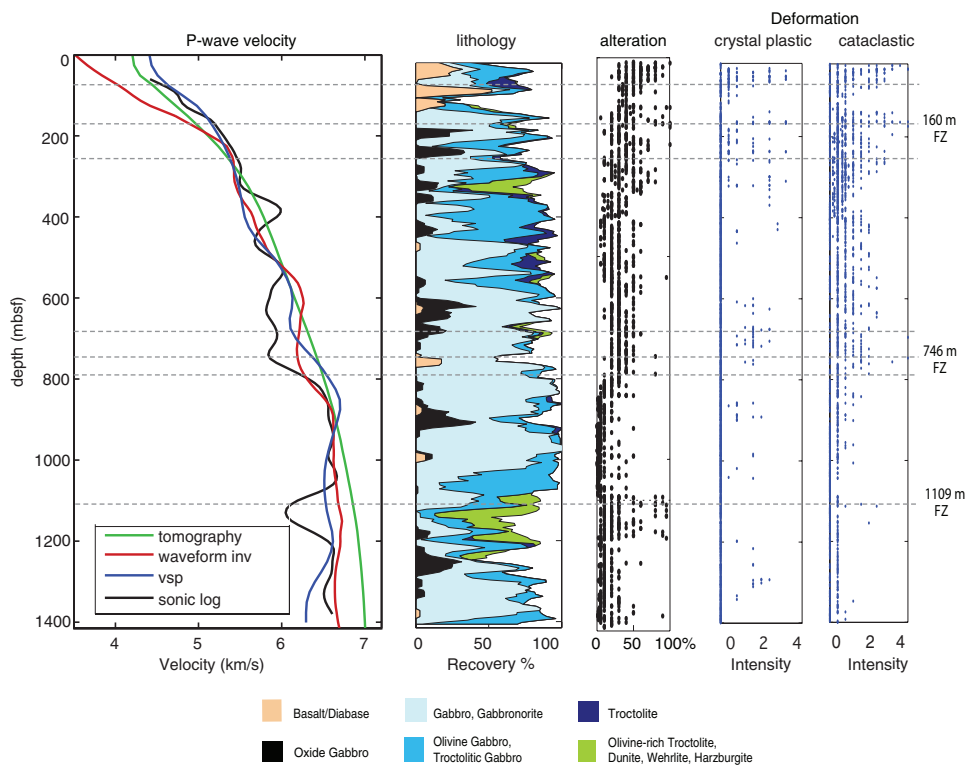 Deformation
P-wave velocity
lithology
alteration
crystal plastic
cataclastic
0
200
400
600
800
1000
1200
1400
depth (mbsf)
160 m
FZ
746 m
FZ
1109 m
FZ
tomography
waveform inv
vsp
sonic log
4 5 6 7
Velocity (km/s)
0 50 100
Recovery %
0 50 100%
0 2 4
Intensity
0 2 4
Intensity
Basalt/Diabase
Gabbro, Gabbronorite
Troctolite
Oxide Gabbro
Olivine Gabbro,
Troctolitic Gabbro
Olivine-rich Troctolite,
Dunite, Wehrlite, Harzburgite